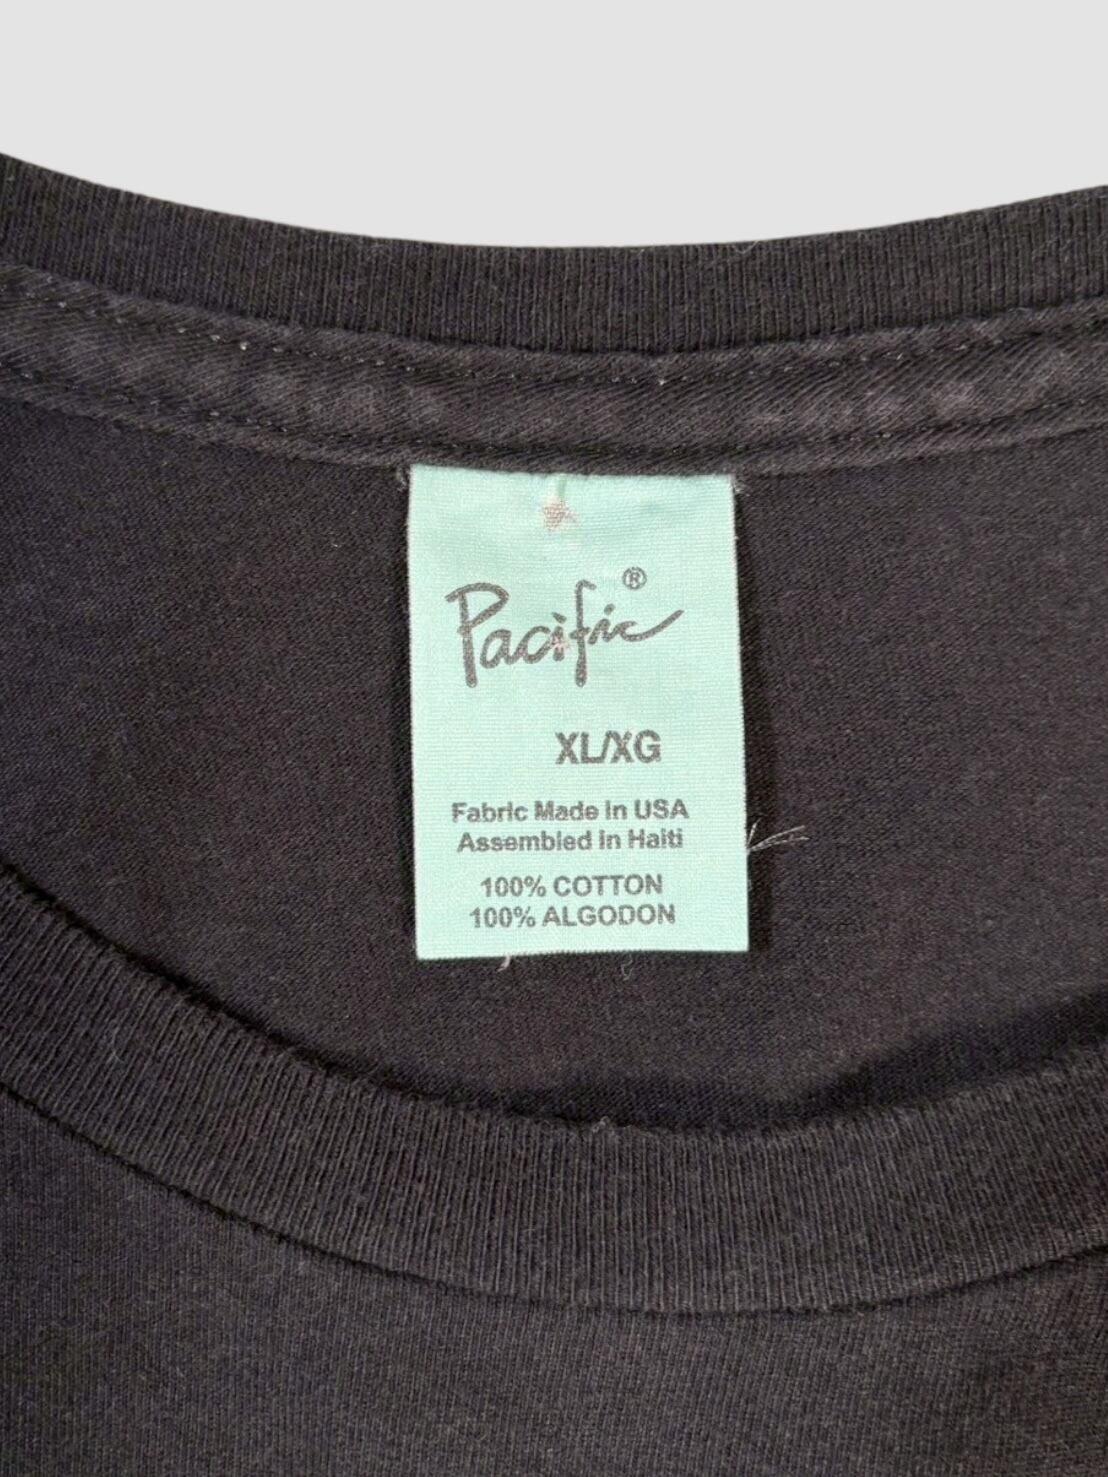 Pacific®
XL/XG
Fabric Made in USA
Assembled in Haiti
100% COTTON
100% ALGODON